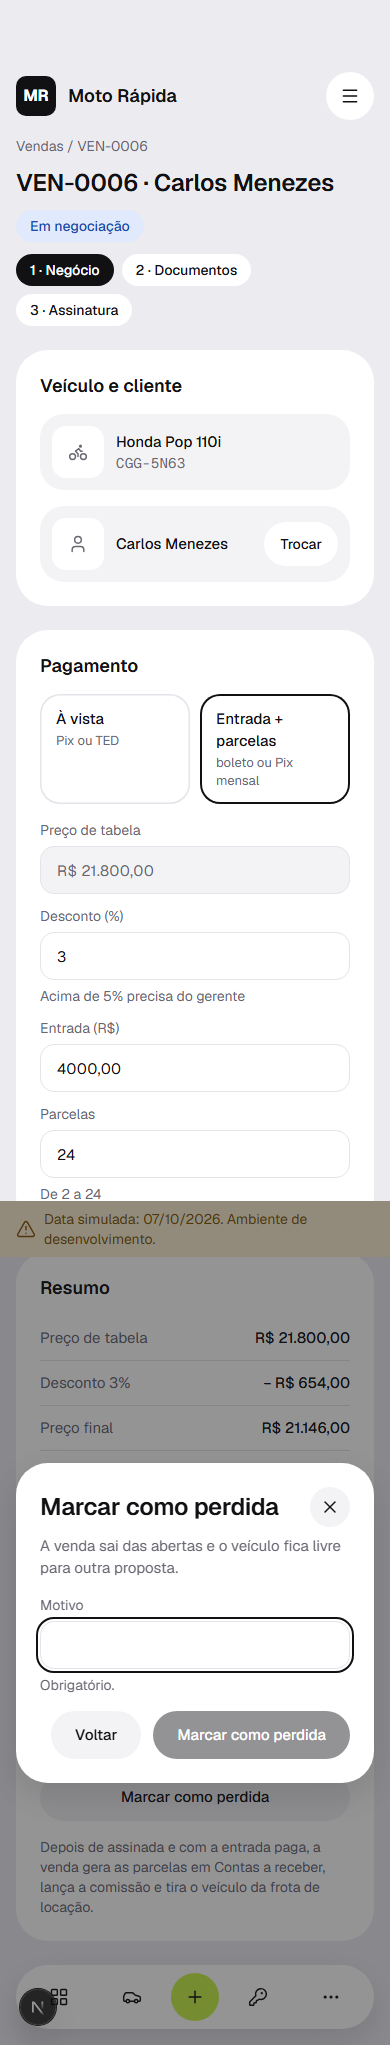 MR Moto Rápida
Vendas / VEN-0006
VEN-0006 · Carlos Menezes
Em negociação
1 · Negócio 2 · Documentos
3 · Assinatura
Veículo e cliente
Honda Pop 110i
CGG-5N63
Carlos Menezes Trocar
Pagamento
À vista
Pix ou TED
Entrada +
parcelas
boleto ou Pix
mensal
Preço de tabela
R$ 21.800,00
Desconto (%)
3
Acima de 5% precisa do gerente
Entrada (R$)
4000,00
Parcelas
24
De 2 a 24
Data simulada: 07/10/2026. Ambiente de
desenvolvimento.
Resumo
Preço de tabela R$ 21.800,00
Desconto 3% − R$ 654,00
Preço final R$ 21.146,00
Marcar como perdida
A venda sai das abertas e o veículo fica livre
para outra proposta.
Motivo
Obrigatório.
Voltar Marcar como perdida
Marcar como perdida
Depois de assinada e com a entrada paga, a
venda gera as parcelas em Contas a receber,
lança a comissão e tira o veículo da frota de
locação.
N